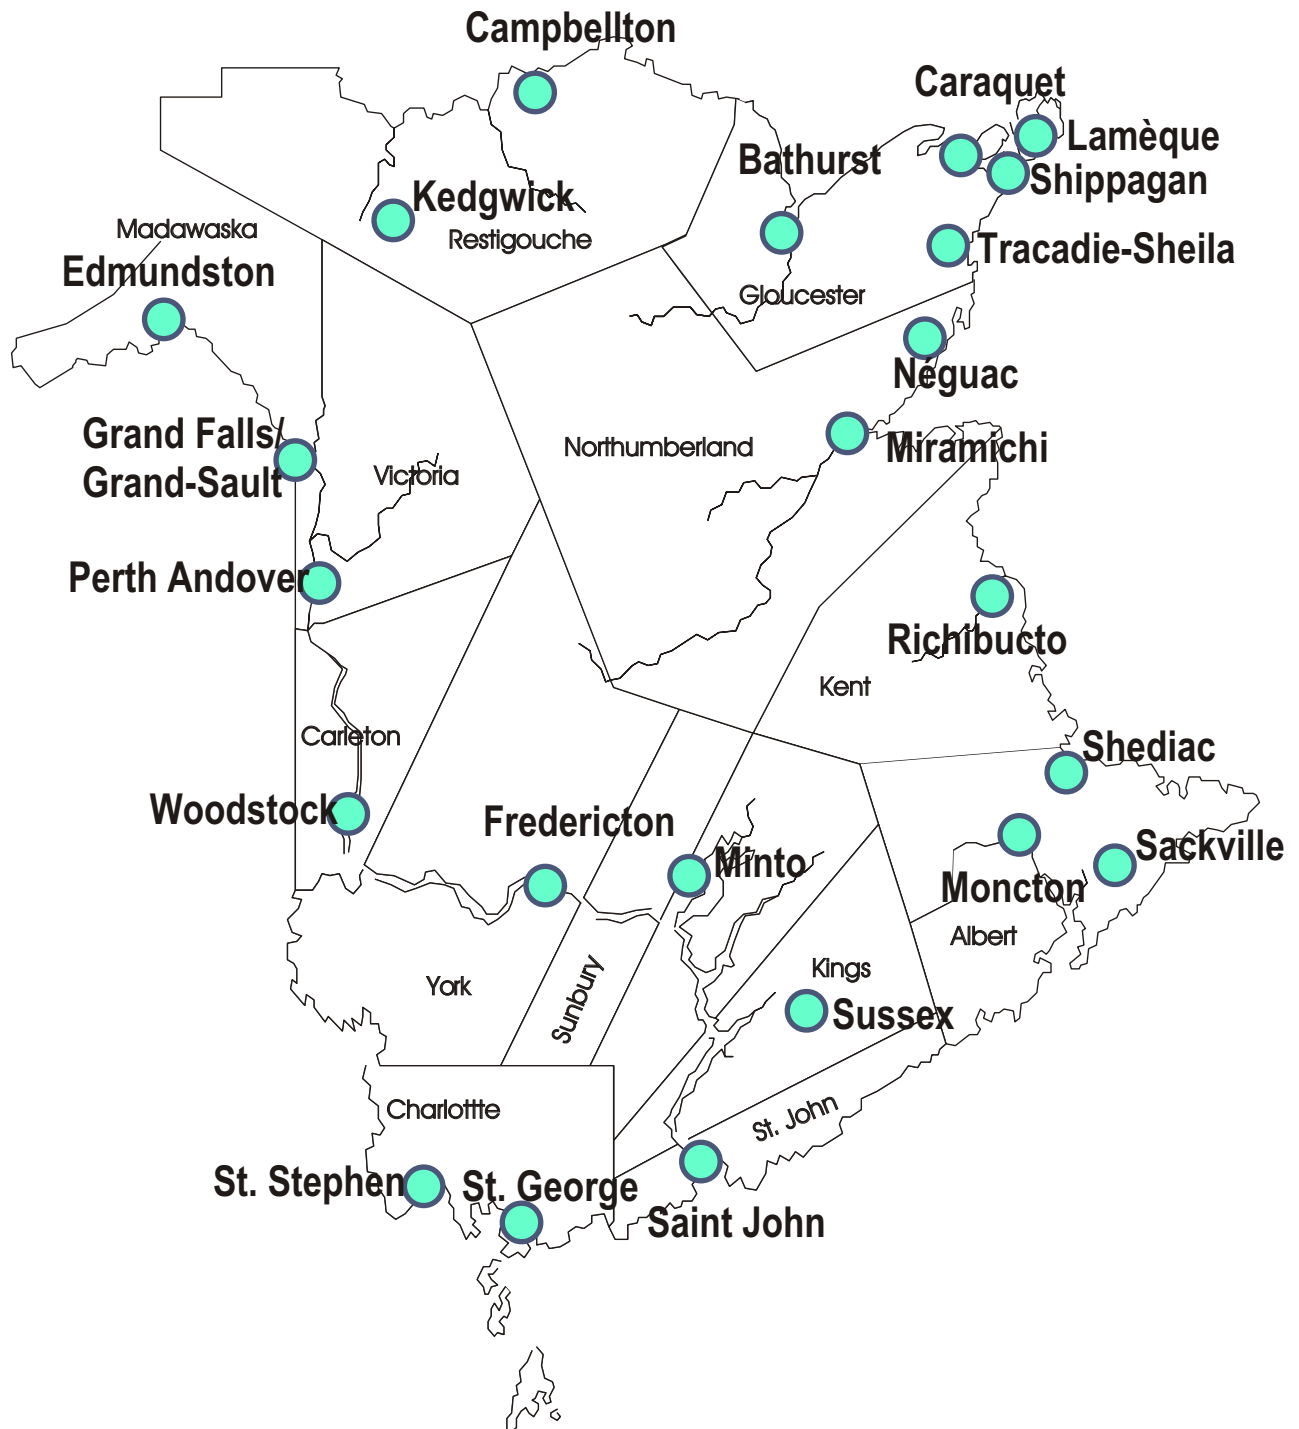 Campbellton
Caraquet
Lamèque
Bathurst
Shippagan
Kedgwick
Madawaska
Restigouche
Tracadie-Sheila
Edmundston
Gloucester
Néguac
Grand Falls/
Grand-Sault
Northumberland
Miramichi
Victoria
Perth Andover
Richibucto
Kent
Carleton
Shediac
Woodstock
Fredericton
Minto
Sackville
Moncton
Albert
Kings
York
Sunbury
Sussex
Charlottte
St. John
St. Stephen
St. George
Saint John